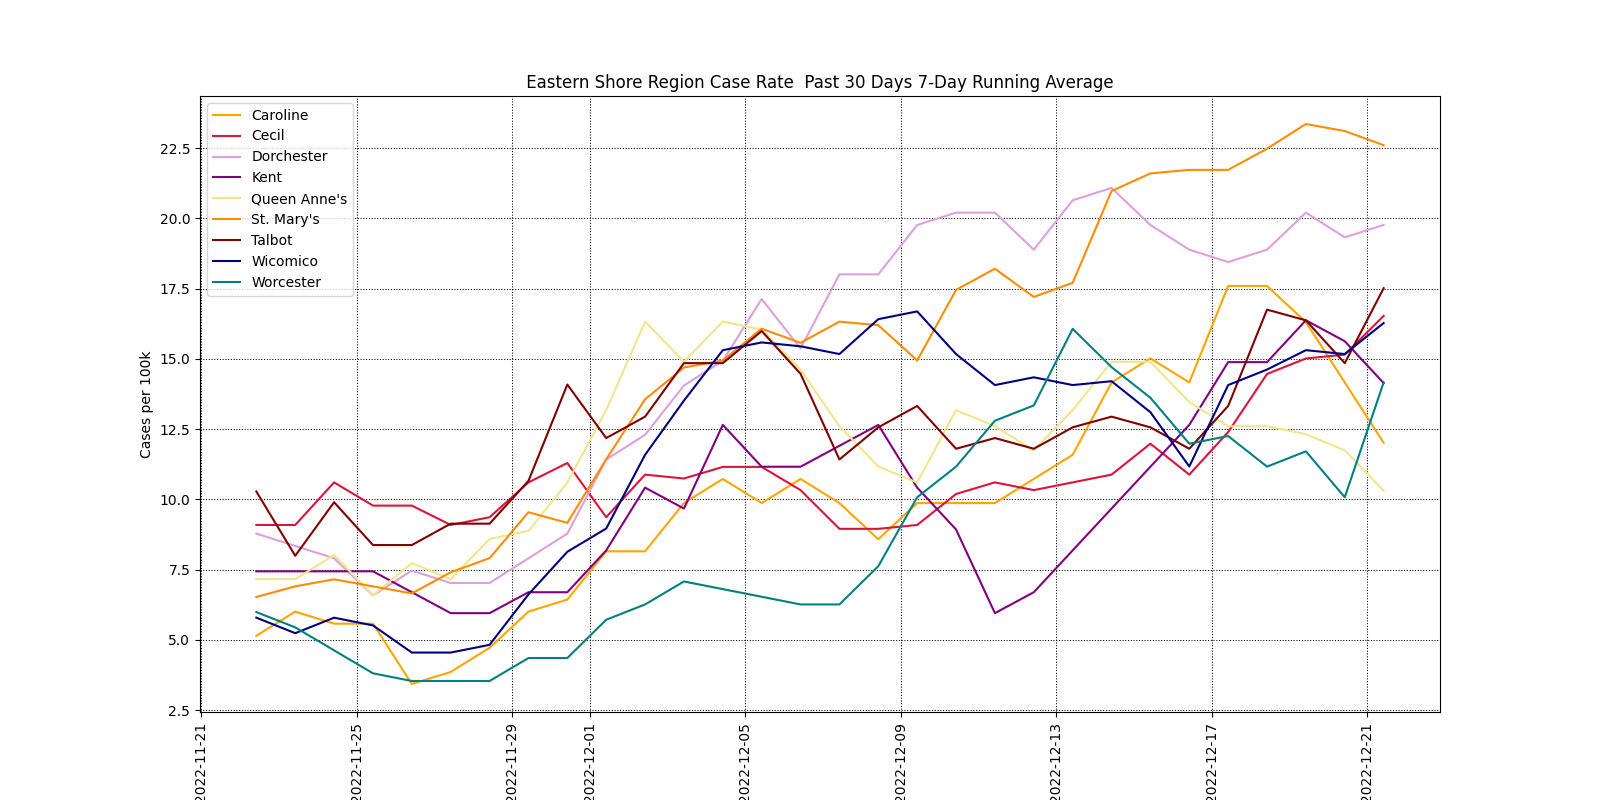 Eastern Shore Region Case Rate  Past 30 Days 7-Day Running Average
Caroline
Cecil
Dorchester
Kent
Queen Anne's
St. Mary's
Talbot
Wicomico
Worcester
Cases per 100k
22.5
20.0
17.5
15.0
12.5
10.0
7.5
5.0
2.5
2022-11-21
2022-11-25
2022-11-29
2022-12-01
2022-12-05
2022-12-09
2022-12-13
2022-12-17
2022-12-21